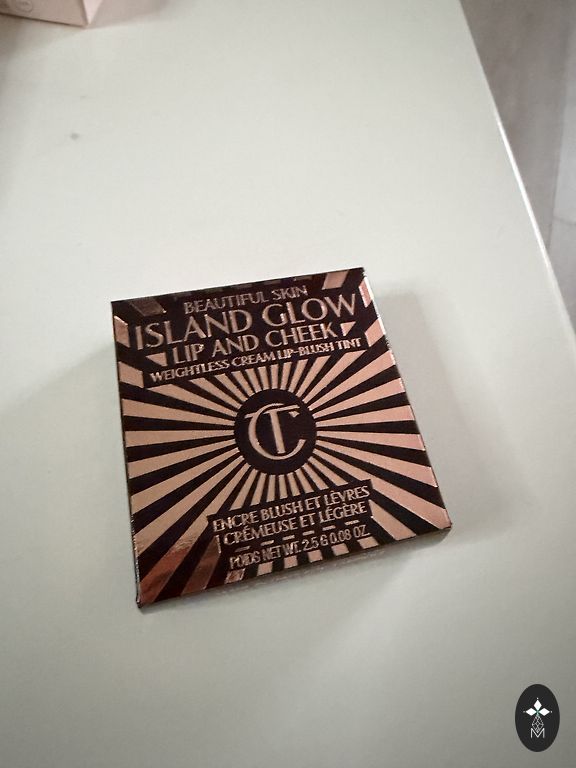 BEAUTIFUL SKIN
ISLAND GLOW
LIP AND CHEEK
WEIGHTLESS CREAM LIP-BLUSH TINT
CT
ENCRE BLUSH ET LÈVRES
CRÉMEUSE ET LÉGÈRE
POIDS NET WT. 2.5 G 0.08 OZ.
M